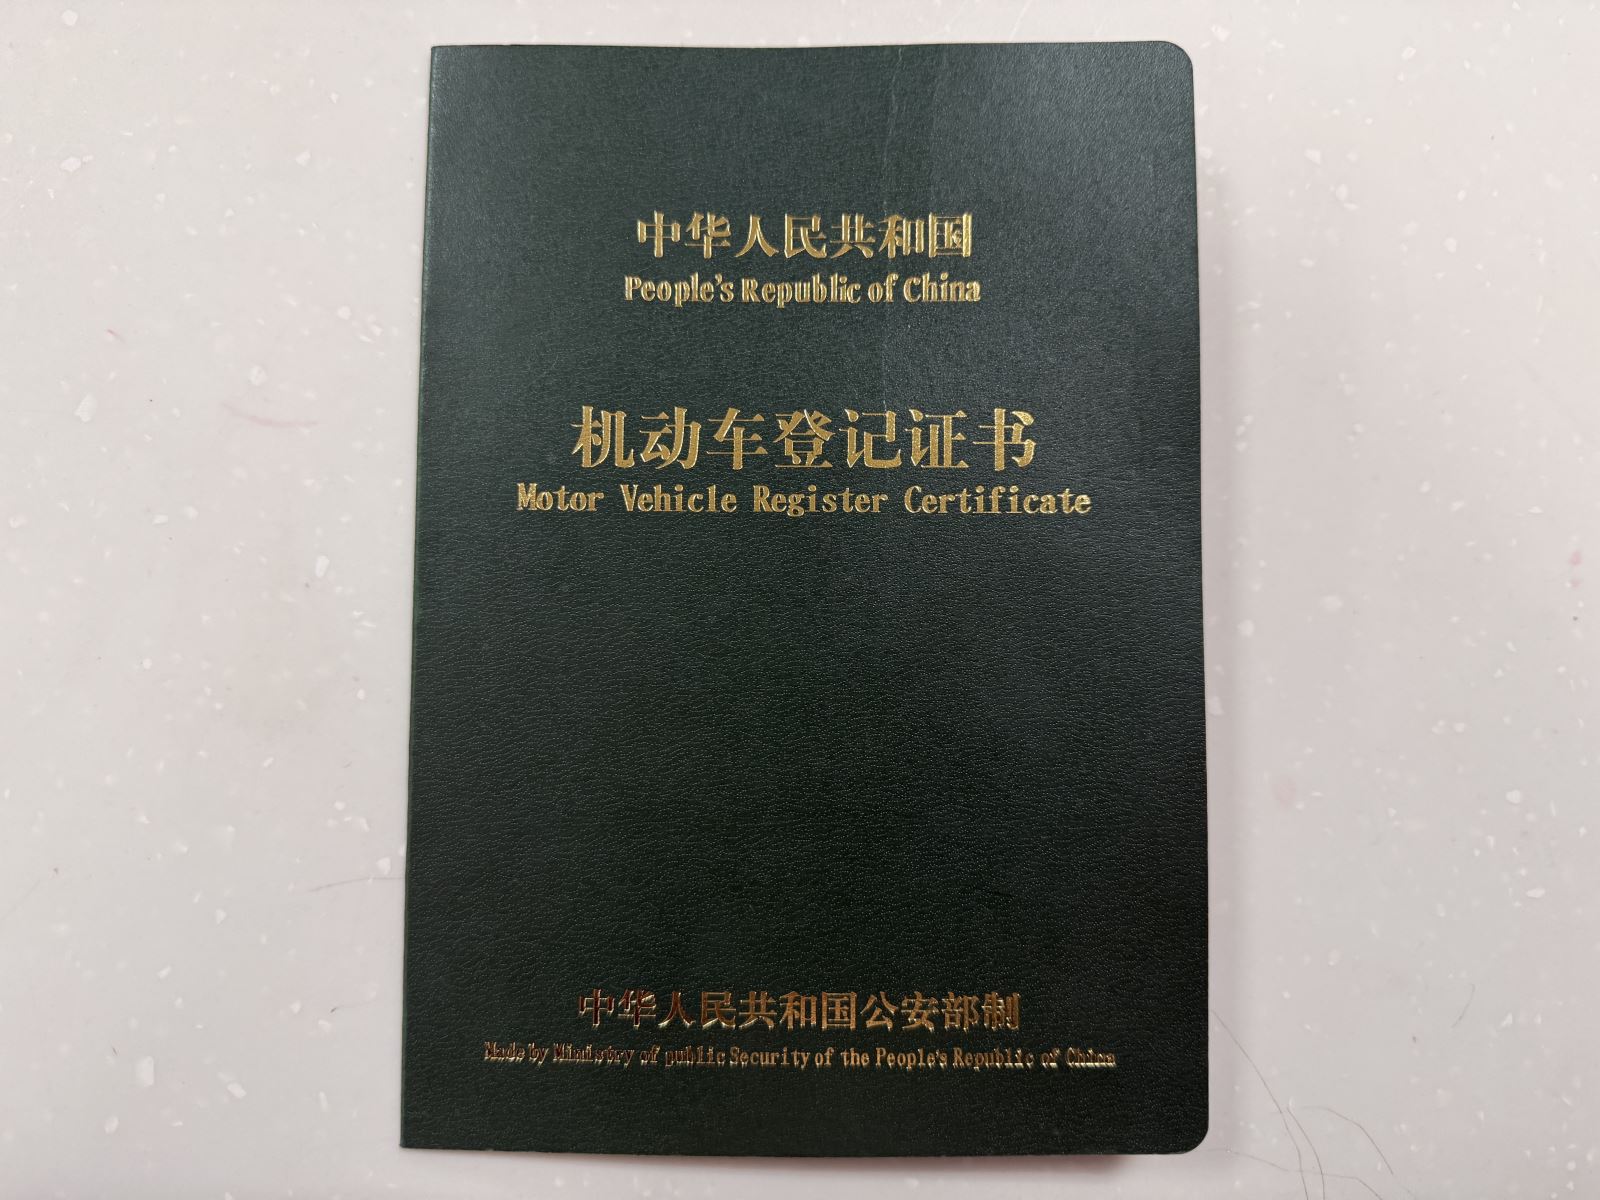 中华人民共和国
People's Republic of China
机动车登记证书
Motor Vehicle Register Certificate
中华人民共和国公安部制
Made by Ministry of public Security of the People's Republic of China